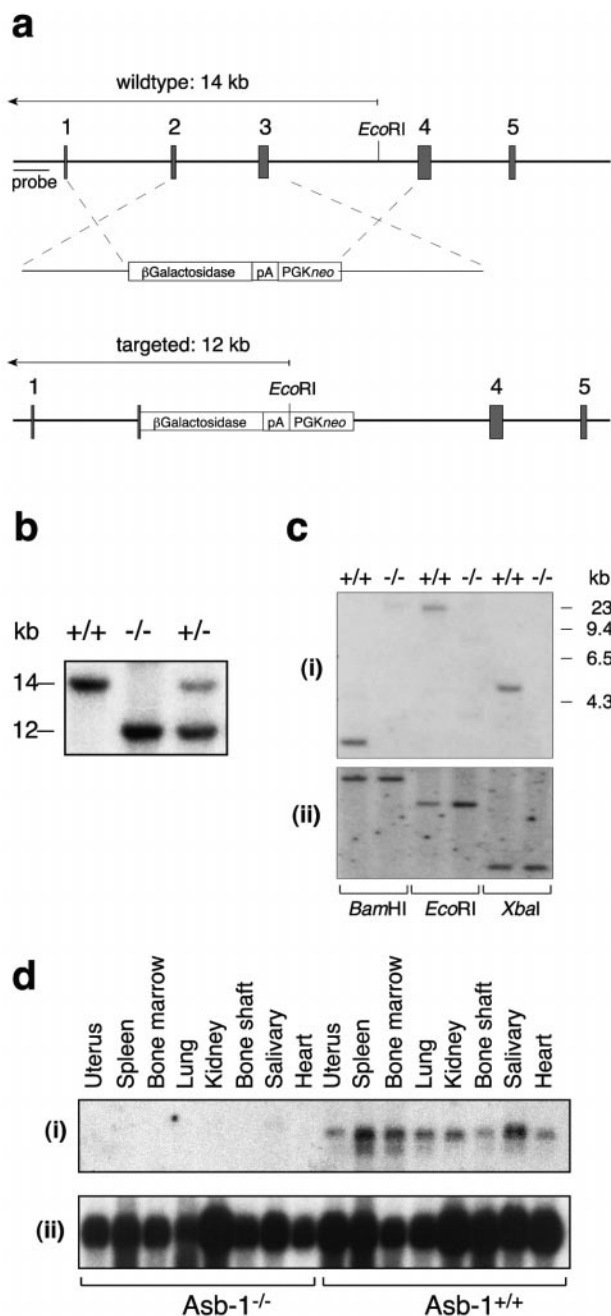 a
wildtype: 14 kb
1 2 3 EcoRI 4 5
probe
βGalactosidase pA PGKneo
targeted: 12 kb
1 EcoRI 4 5
βGalactosidase pA PGKneo
b
kb +/+ -/- +/-
14
12
c
+/+ -/- +/+ -/- +/+ -/- kb
23
9.4
6.5
4.3
(i)
(ii)
BamHI EcoRI XbaI
d
Uterus Spleen Bone marrow Lung Kidney Bone shaft Salivary Heart Uterus Spleen Bone marrow Lung Kidney Bone shaft Salivary Heart
(i)
(ii)
Asb-1-/- Asb-1+/+